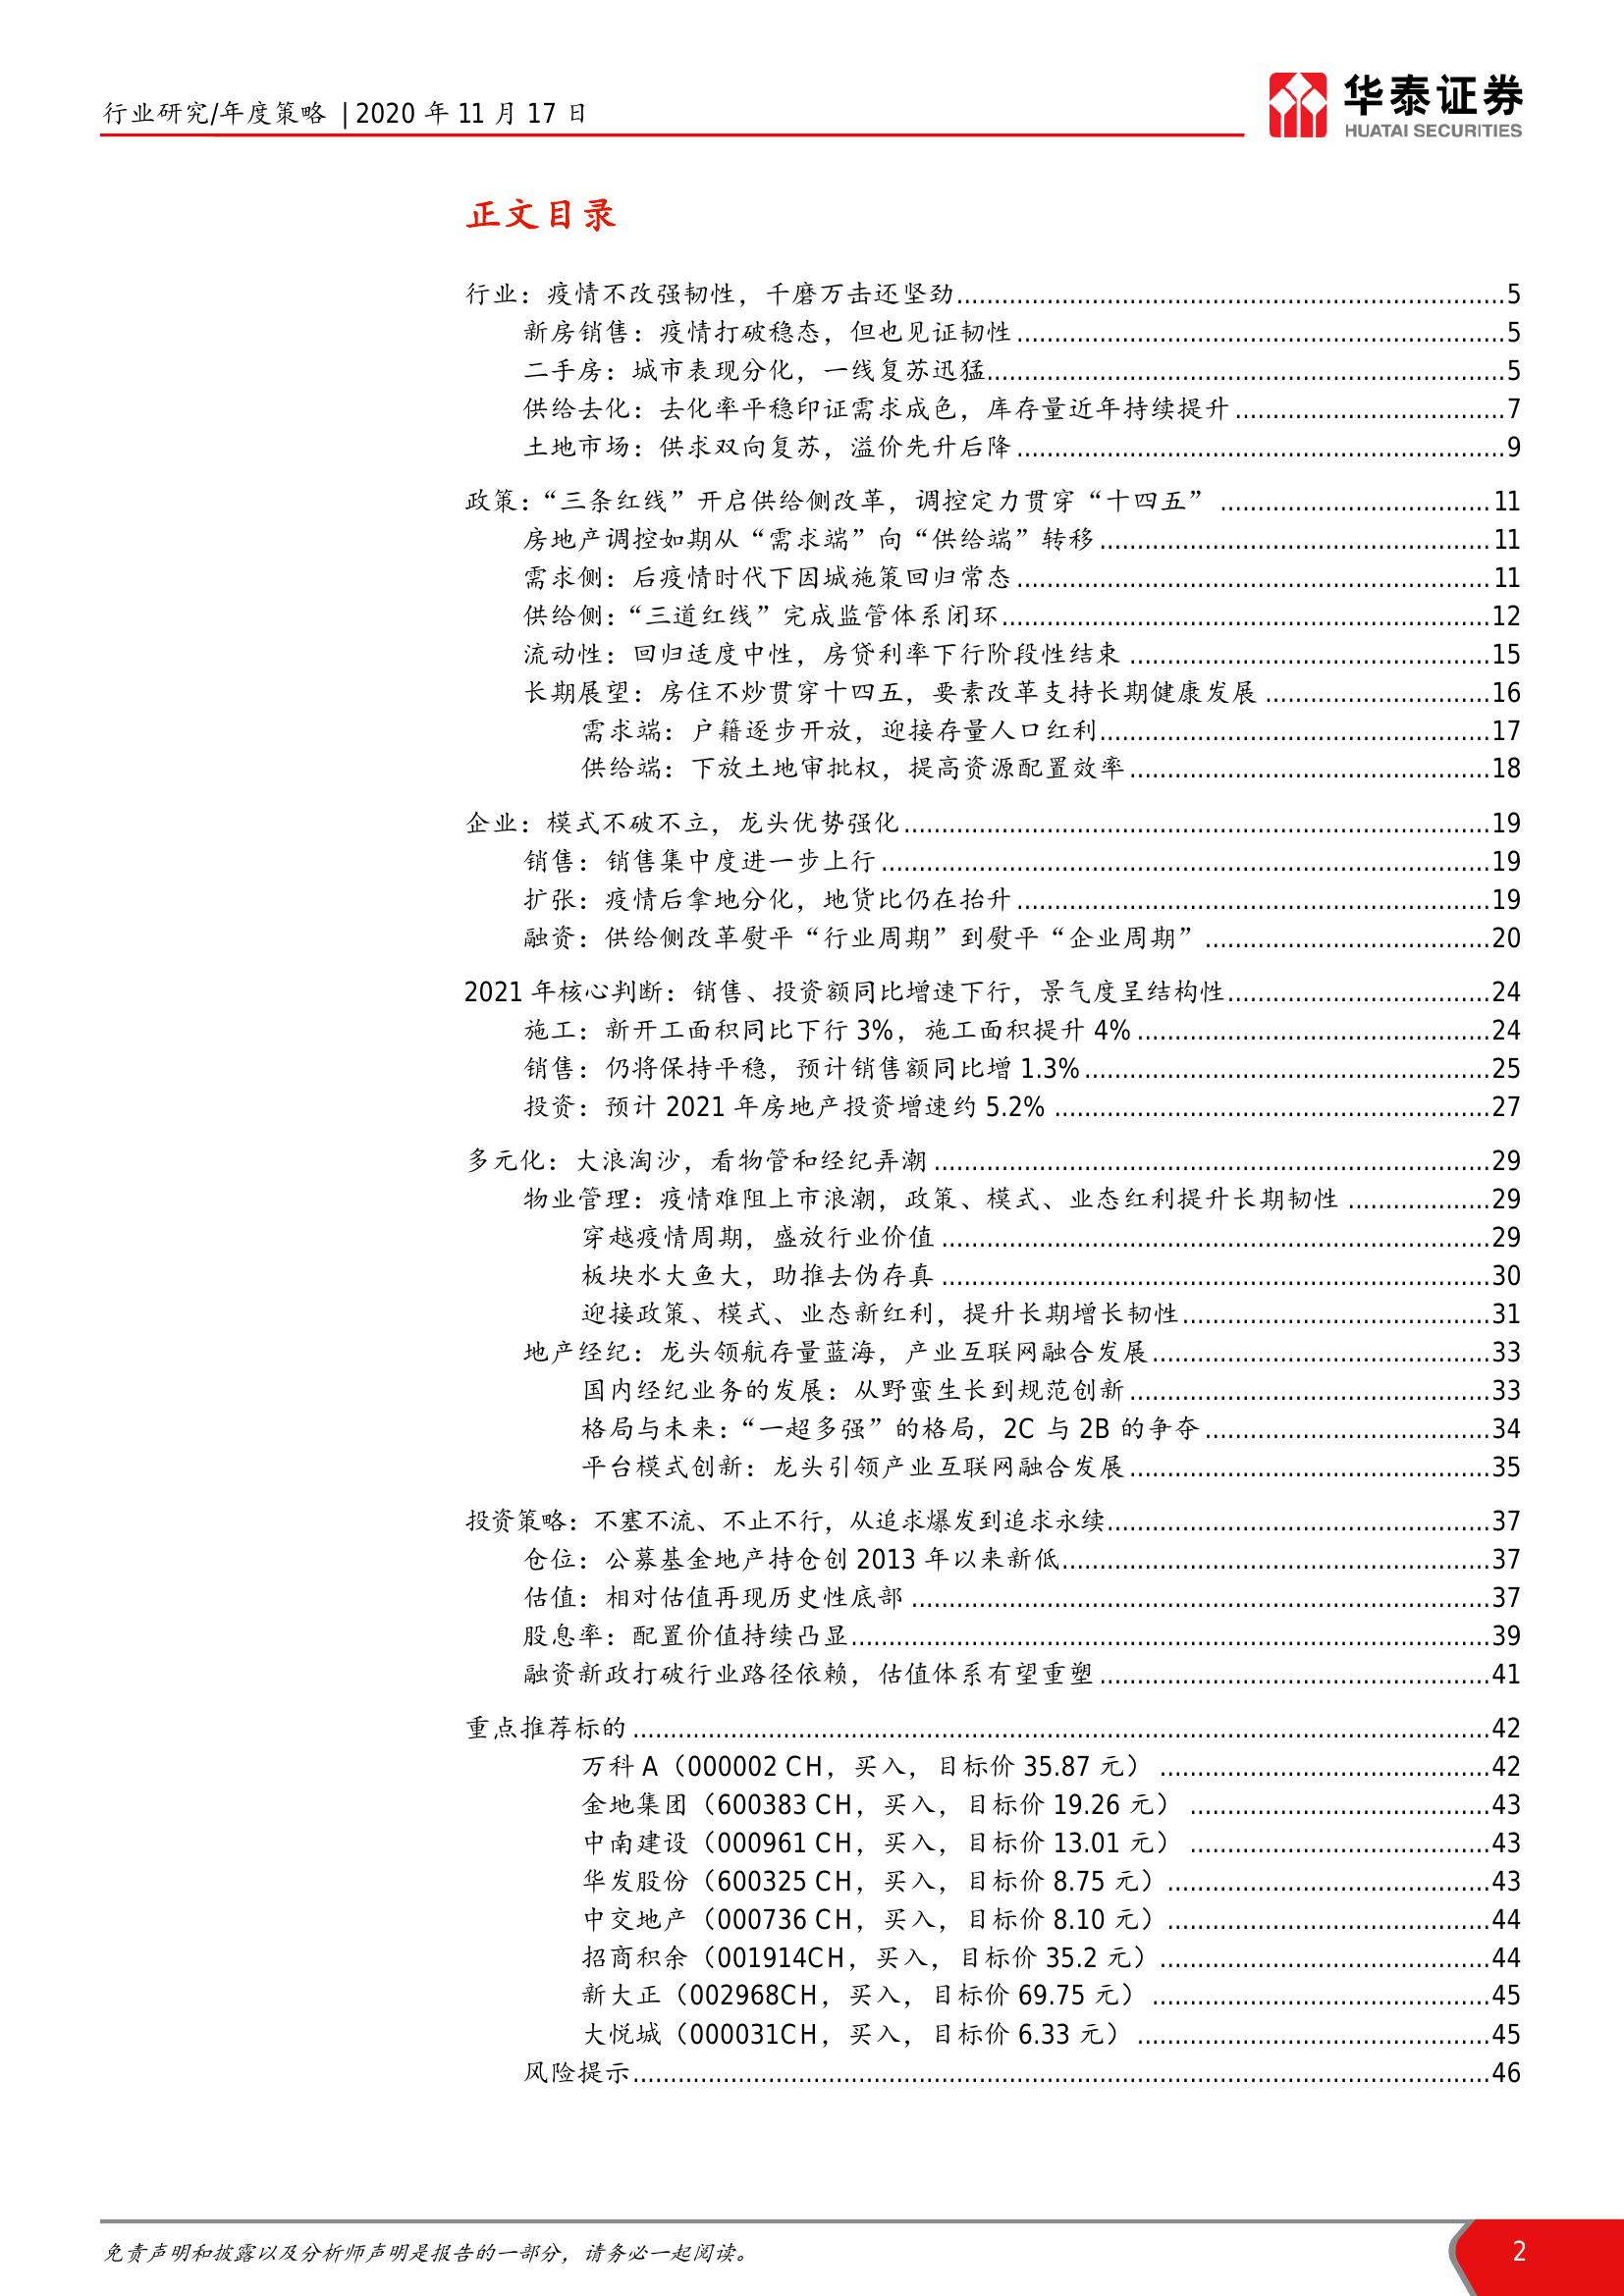 行业研究/年度策略 | 2020 年 11 月 17 日
华泰证券
HUATAI SECURITIES
正文目录
行业：疫情不改强韧性，千磨万击还坚劲........5
新房销售：疫情打破稳态，但也见证韧性........5
二手房：城市表现分化，一线复苏迅猛........5
供给去化：去化率平稳印证需求成色，库存量近年持续提升........7
土地市场：供求双向复苏，溢价先升后降........9
政策：“三条红线”开启供给侧改革，调控定力贯穿“十四五”........11
房地产调控如期从“需求端”向“供给端”转移........11
需求侧：后疫情时代下因城施策回归常态........11
供给侧：“三道红线”完成监管体系闭环........12
流动性：回归适度中性，房贷利率下行阶段性结束........15
长期展望：房住不炒贯穿十四五，要素改革支持长期健康发展........16
需求端：户籍逐步开放，迎接存量人口红利........17
供给端：下放土地审批权，提高资源配置效率........18
企业：模式不破不立，龙头优势强化........19
销售：销售集中度进一步上行........19
扩张：疫情后拿地分化，地货比仍在抬升........19
融资：供给侧改革熨平“行业周期”到熨平“企业周期”........20
2021 年核心判断：销售、投资额同比增速下行，景气度呈结构性........24
施工：新开工面积同比下行 3%，施工面积提升 4%........24
销售：仍将保持平稳，预计销售额同比增 1.3%........25
投资：预计 2021 年房地产投资增速约 5.2%........27
多元化：大浪淘沙，看物管和经纪弄潮........29
物业管理：疫情难阻上市浪潮，政策、模式、业态红利提升长期韧性........29
穿越疫情周期，盛放行业价值........29
板块水大鱼大，助推去伪存真........30
迎接政策、模式、业态新红利，提升长期增长韧性........31
地产经纪：龙头领航存量蓝海，产业互联网融合发展........33
国内经纪业务的发展：从野蛮生长到规范创新........33
格局与未来：“一超多强”的格局，2C 与 2B 的争夺........34
平台模式创新：龙头引领产业互联网融合发展........35
投资策略：不塞不流、不止不行，从追求爆发到追求永续........37
仓位：公募基金地产持仓创 2013 年以来新低........37
估值：相对估值再现历史性底部........37
股息率：配置价值持续凸显........39
融资新政打破行业路径依赖，估值体系有望重塑........41
重点推荐标的........42
万科 A（000002 CH，买入，目标价 35.87 元）........42
金地集团（600383 CH，买入，目标价 19.26 元）........43
中南建设（000961 CH，买入，目标价 13.01 元）........43
华发股份（600325 CH，买入，目标价 8.75 元）........43
中交地产（000736 CH，买入，目标价 8.10 元）........44
招商积余（001914CH，买入，目标价 35.2 元）........44
新大正（002968CH，买入，目标价 69.75 元）........45
大悦城（000031CH，买入，目标价 6.33 元）........45
风险提示........46
免责声明和披露以及分析师声明是报告的一部分，请务必一起阅读。
2